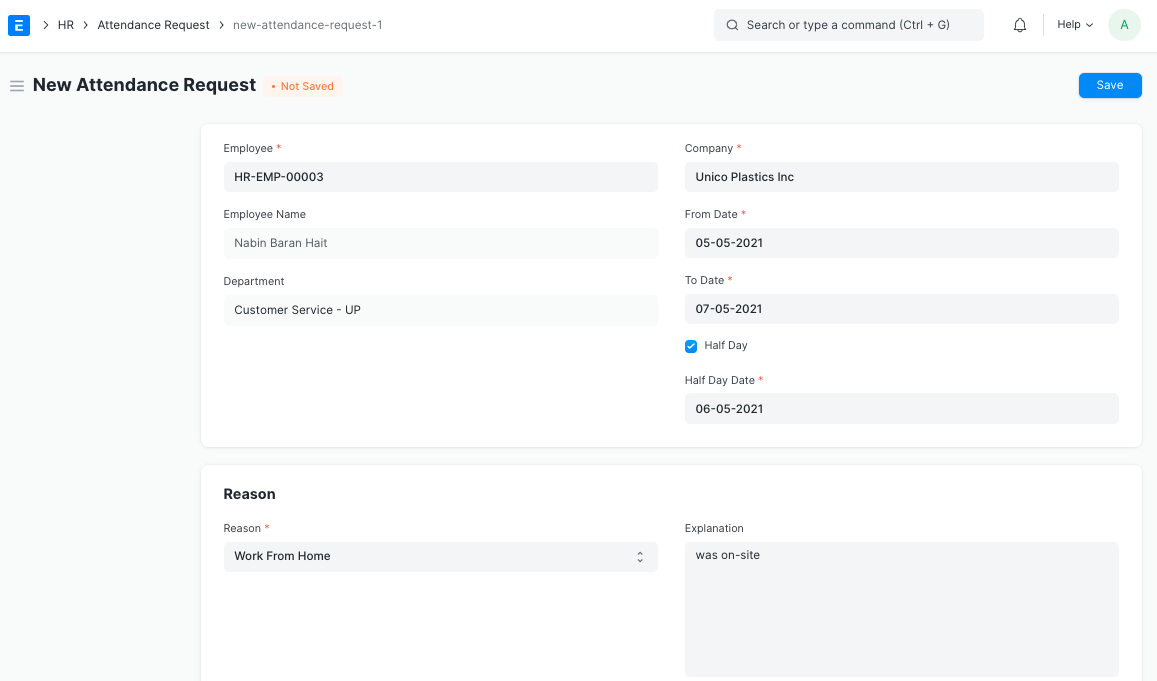 E HR Attendance Request new-attendance-request-1 Search or type a command (Ctrl + G) Help A
New Attendance Request • Not Saved Save
Employee *
HR-EMP-00003
Employee Name
Nabin Baran Hait
Department
Customer Service - UP
Company *
Unico Plastics Inc
From Date *
05-05-2021
To Date *
07-05-2021
Half Day
Half Day Date *
06-05-2021
Reason
Reason *
Work From Home
Explanation
was on-site